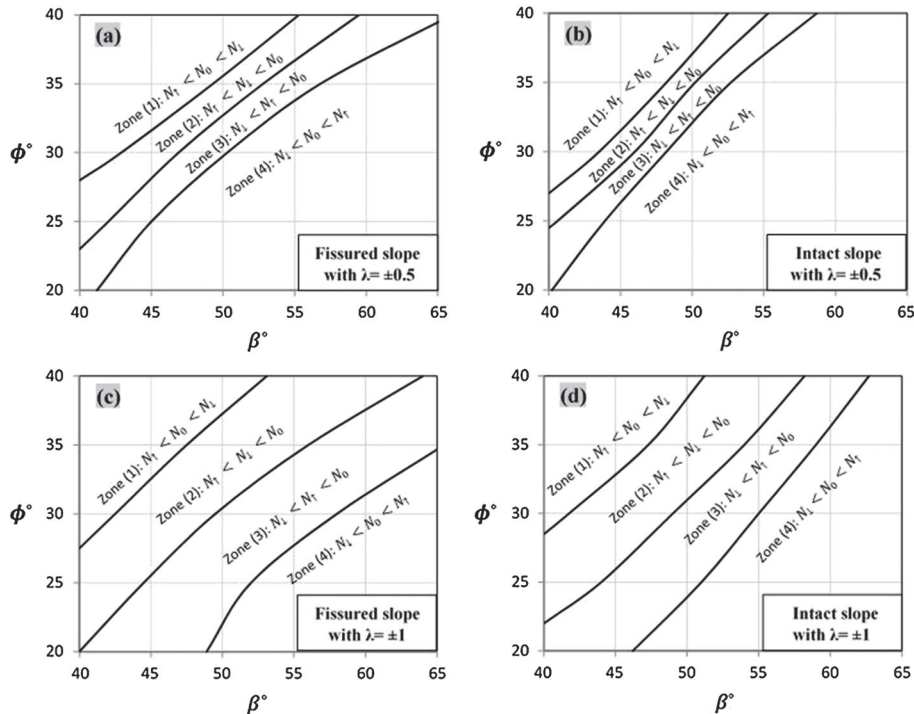 (a)
Zone (1): N↑ < N₀ < N↓
Zone (2): N↑ < N↓ < N₀
Zone (3): N↓ < N↑ < N₀
Zone (4): N↓ < N₀ < N↑
Fissured slope
with λ= ±0.5
40
35
30
25
20
ϕ°
40 45 50 55 60 65
β°
(b)
Zone (1): N↑ < N₀ < N↓
Zone (2): N↑ < N↓ < N₀
Zone (3): N↓ < N↑ < N₀
Zone (4): N↓ < N₀ < N↑
Intact slope
with λ= ±0.5
40
35
30
25
20
ϕ°
40 45 50 55 60 65
β°
(c)
Zone (1): N↑ < N₀ < N↓
Zone (2): N↑ < N↓ < N₀
Zone (3): N↓ < N↑ < N₀
Zone (4): N↓ < N₀ < N↑
Fissured slope
with λ= ±1
40
35
30
25
20
ϕ°
40 45 50 55 60 65
β°
(d)
Zone (1): N↑ < N₀ < N↓
Zone (2): N↑ < N↓ < N₀
Zone (3): N↓ < N↑ < N₀
Zone (4): N↓ < N₀ < N↑
Intact slope
with λ= ±1
40
35
30
25
20
ϕ°
40 45 50 55 60 65
β°